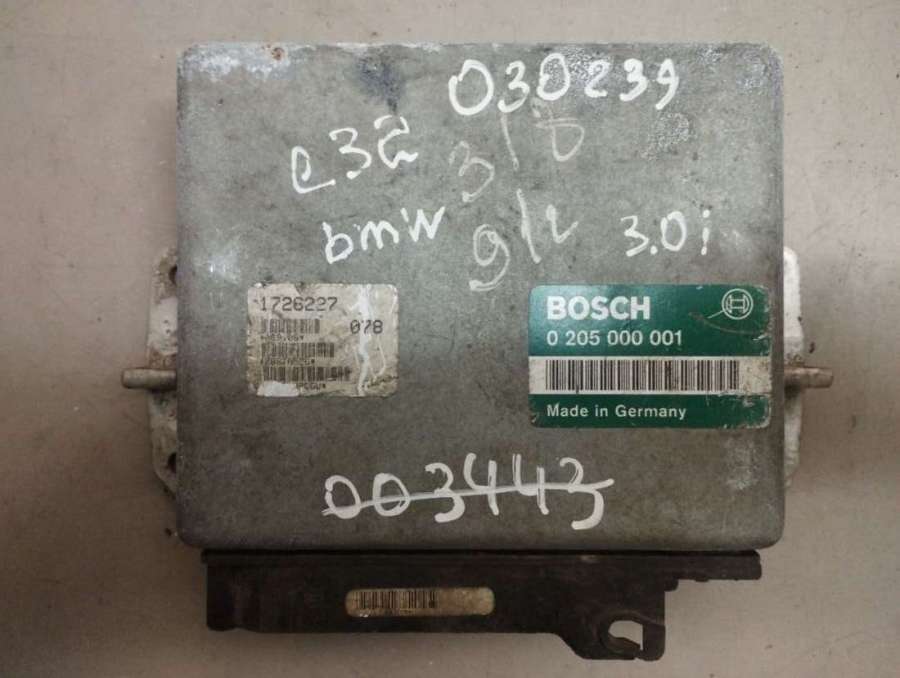 030239
e32
3/8
bmw
9/2
3.0i
1726227
078
BOSCH
0 205 000 001
Made in Germany
003443